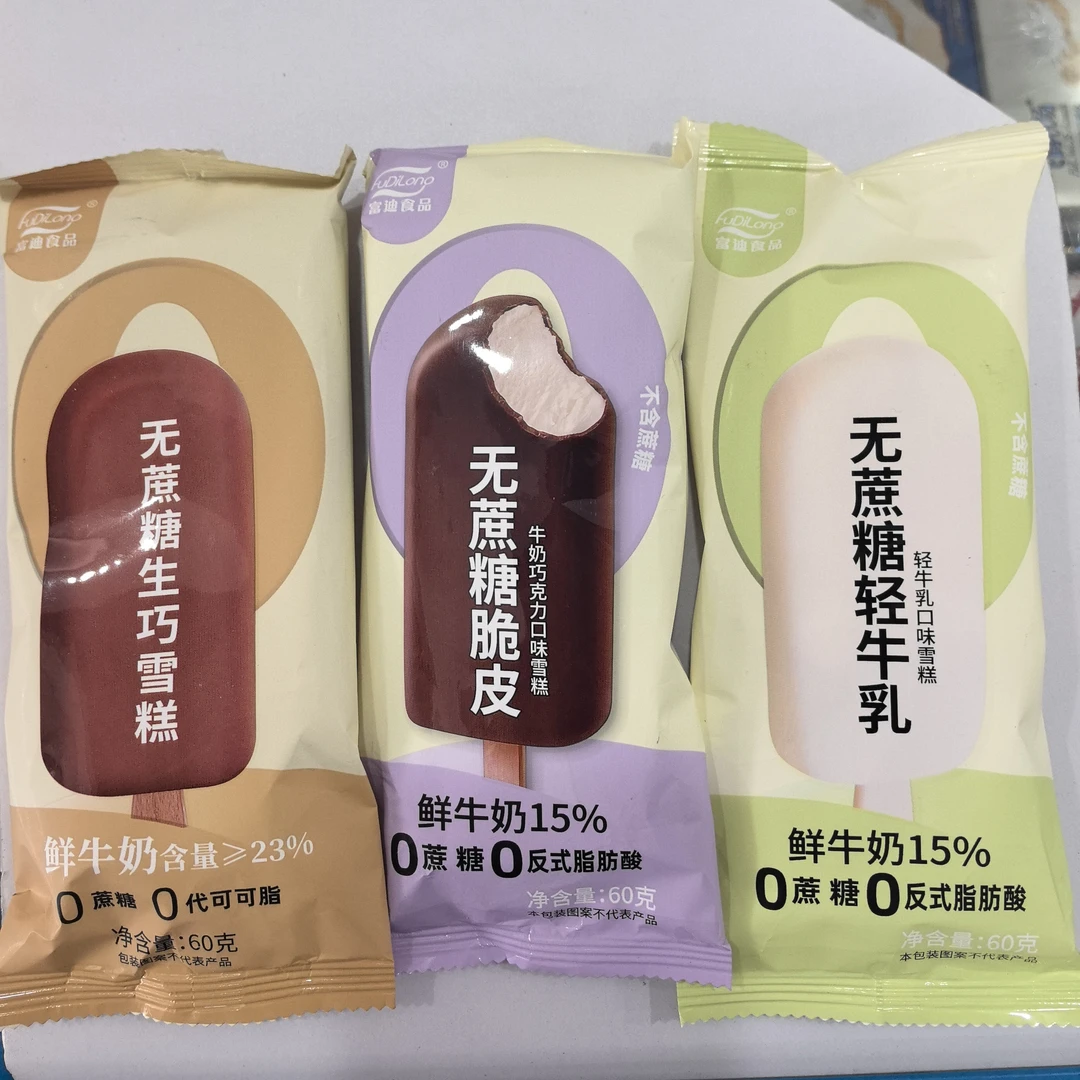 FuDiLong®
富迪食品
无蔗糖生巧雪糕
鲜牛奶含量≥23%
0蔗糖 0代可可脂
净含量:60克
包装图案不代表产品
FuDiLong®
富迪食品
不含蔗糖
无蔗糖脆皮
牛奶巧克力口味雪糕
鲜牛奶15%
0蔗糖0反式脂肪酸
净含量:60克
本包装图案不代表产品
FuDiLong®
富迪食品
不含蔗糖
无蔗糖轻牛乳
轻牛乳口味雪糕
鲜牛奶15%
0蔗糖0反式脂肪酸
净含量:60克
本包装图案不代表产品